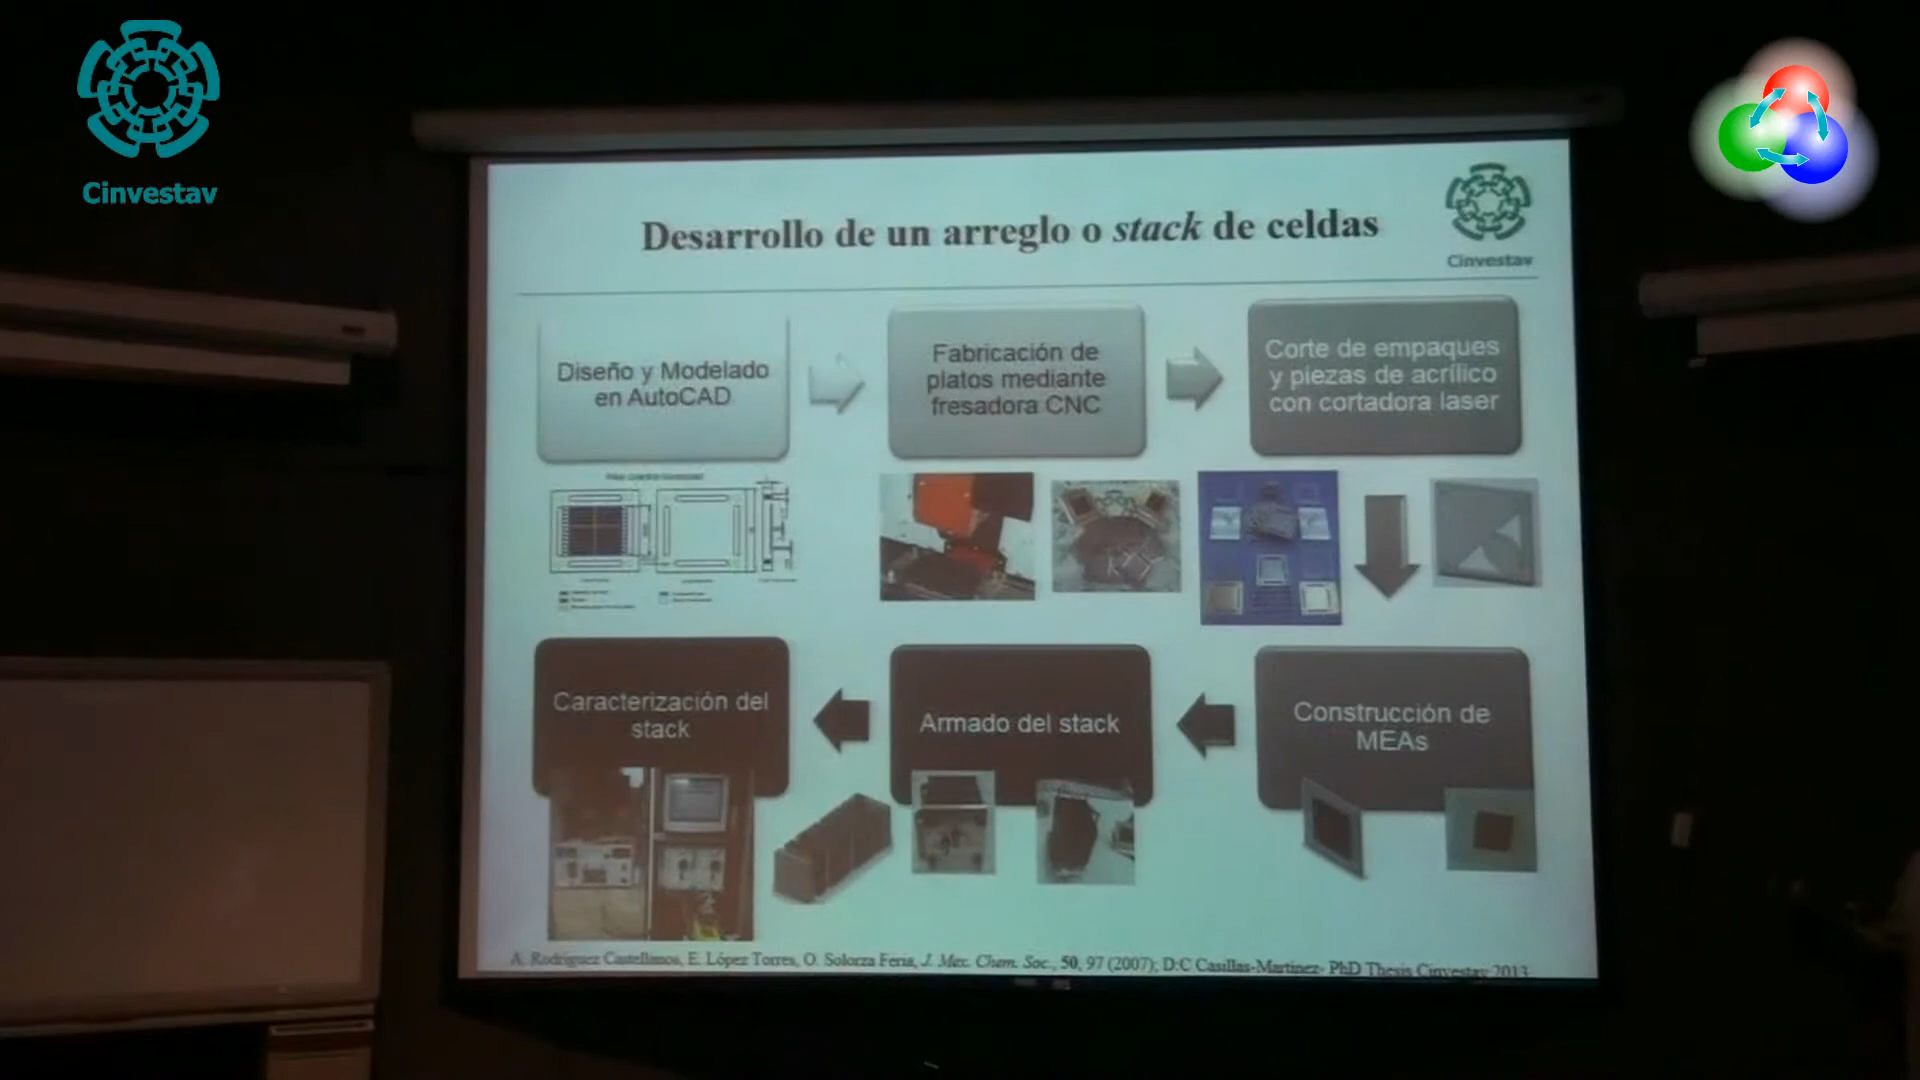 Cinvestav
Desarrollo de un arreglo o stack de celdas
Cinvestav
Diseño y Modelado
en AutoCAD
Fabricación de
platos mediante
fresadora CNC
Corte de empaques
y piezas de acrílico
con cortadora laser
Caracterización del
stack
Armado del stack
Construcción de
MEAs
A. Rodríguez Castellanos, E. López Torres, O. Solorza Feria, J. Mex. Chem. Soc., 50, 97 (2007); D.C Casillas-Martinez- PhD Thesis Cinvestav 2013